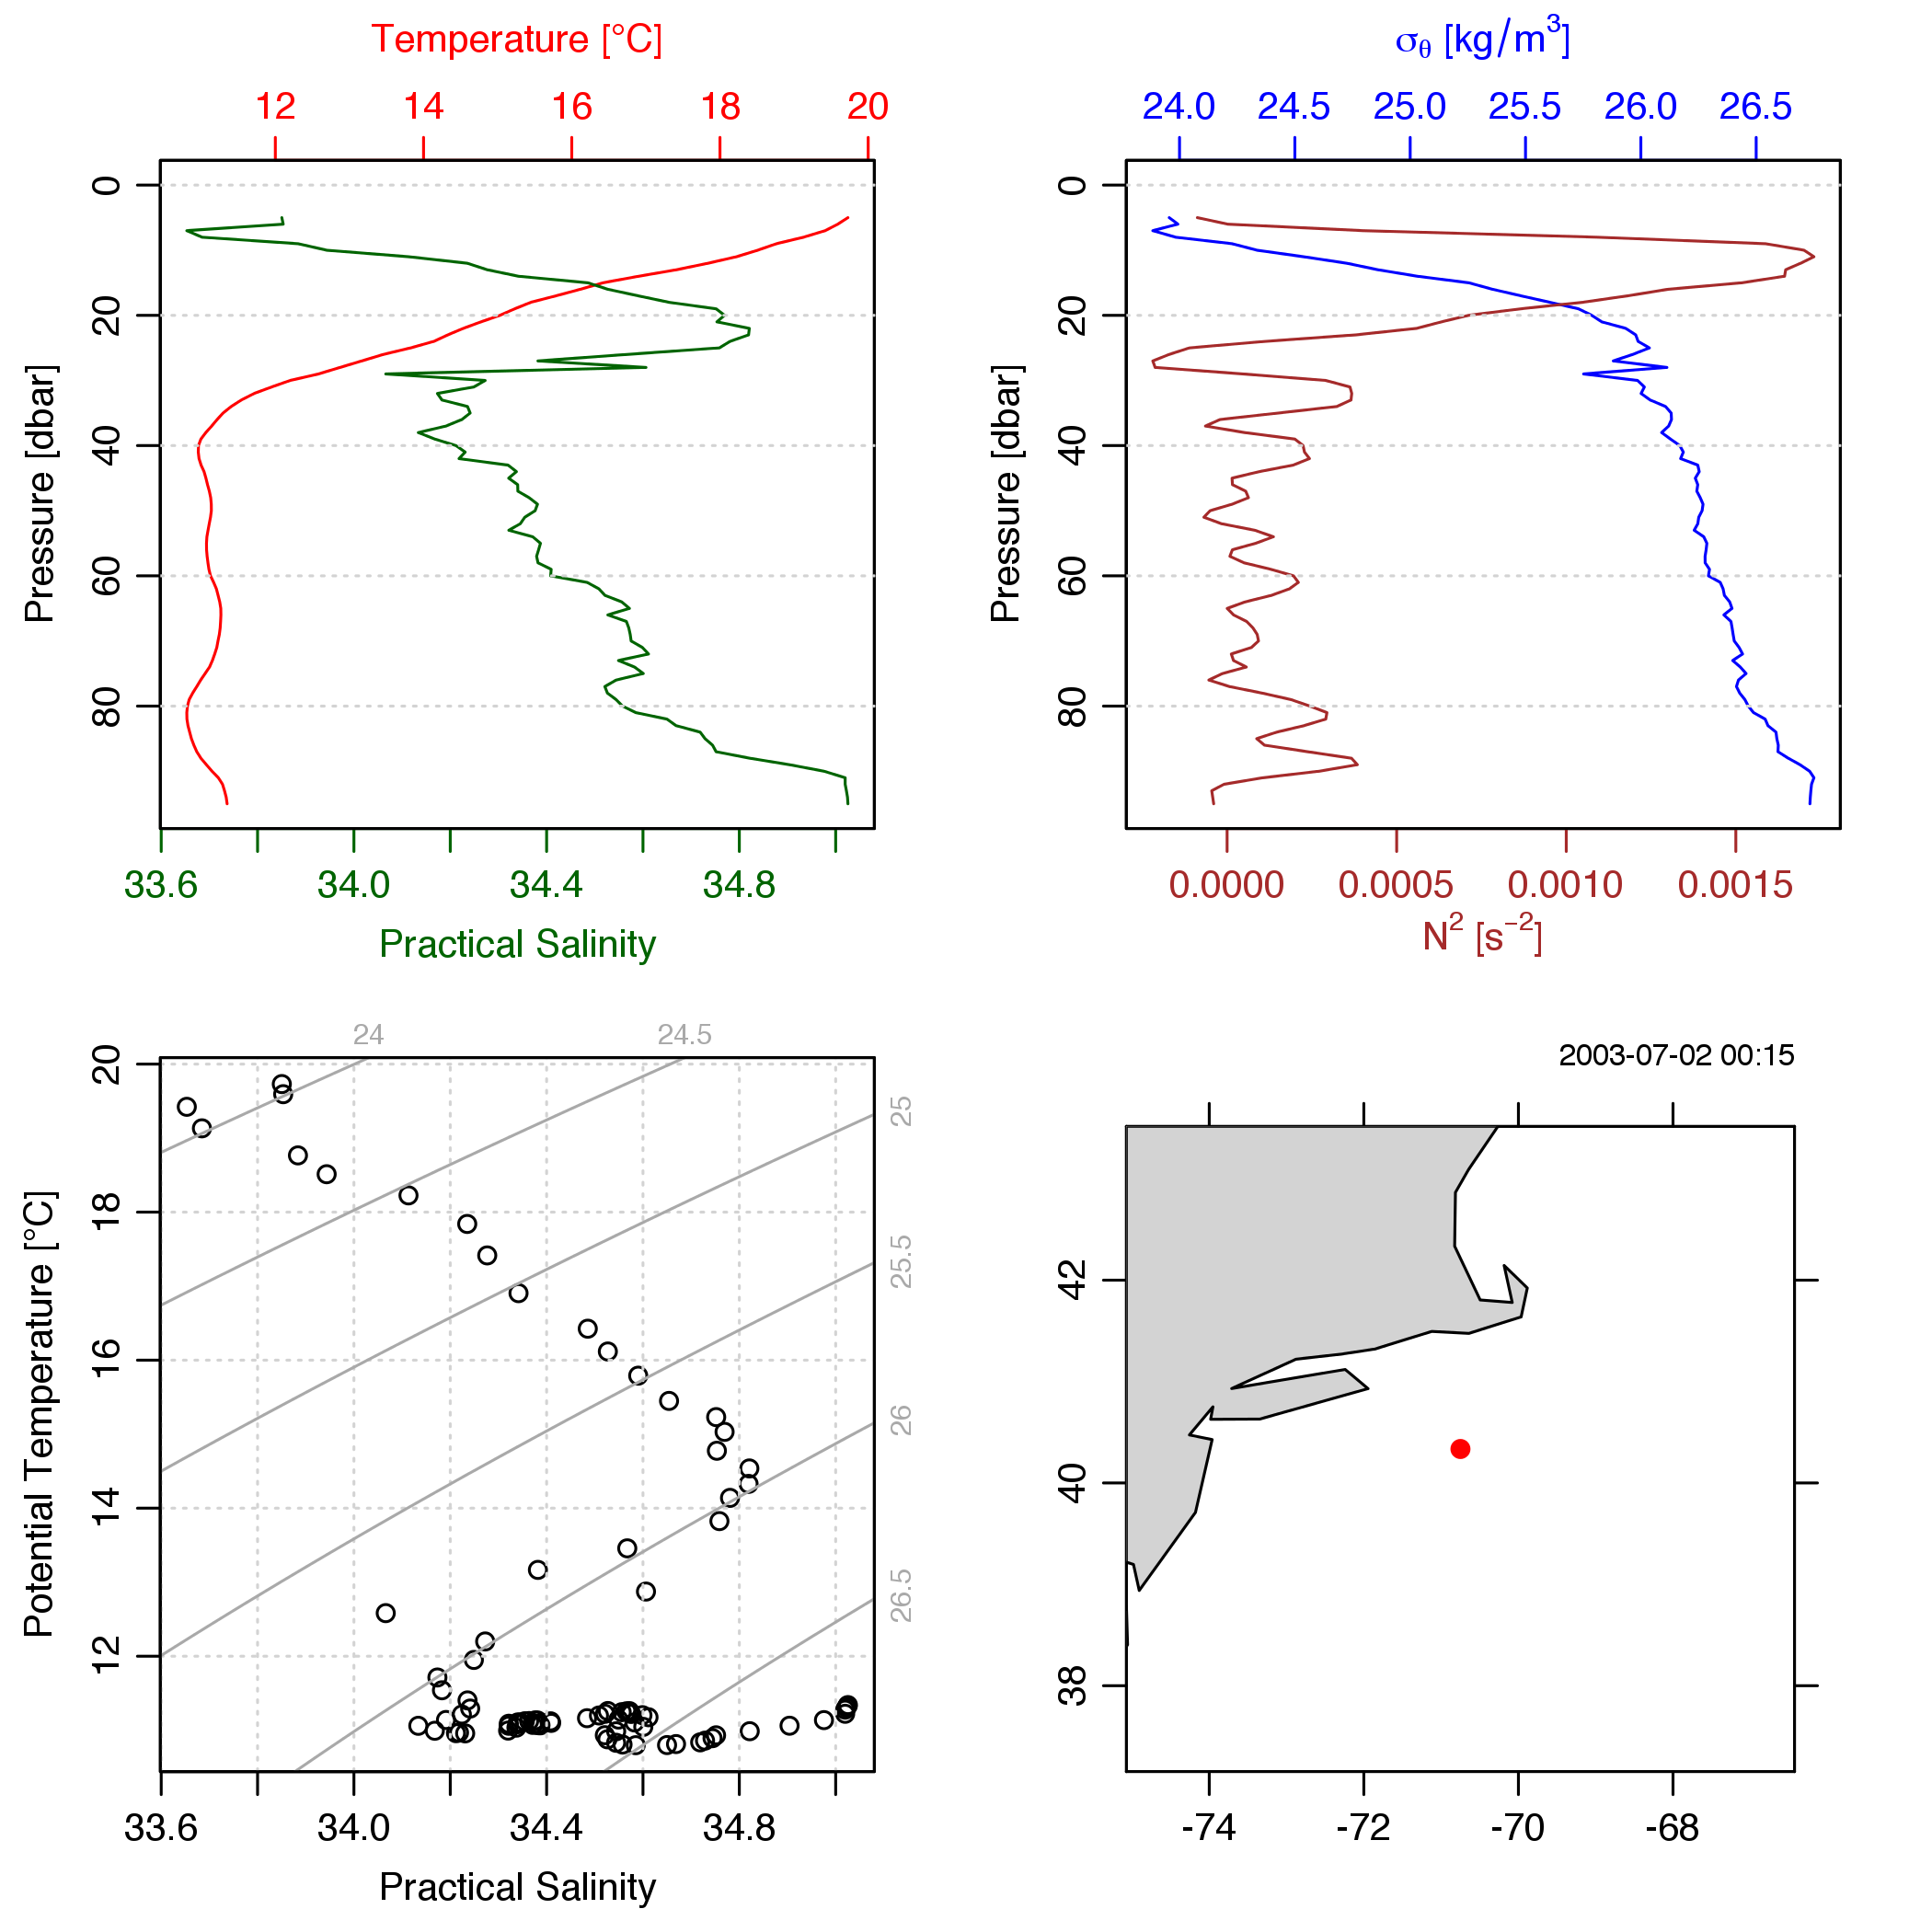 Temperature [°C]
12 14 16 18 20
0
20
40
60
80
Pressure [dbar]
33.6 34.0 34.4 34.8
Practical Salinity
σθ [kg/m³]
24.0 24.5 25.0 25.5 26.0 26.5
0
20
40
60
80
Pressure [dbar]
0.0000 0.0005 0.0010 0.0015
N² [s⁻²]
24 24.5
25
25.5
26
26.5
20
18
16
14
12
Potential Temperature [°C]
33.6 34.0 34.4 34.8
Practical Salinity
2003-07-02 00:15
42
40
38
-74 -72 -70 -68